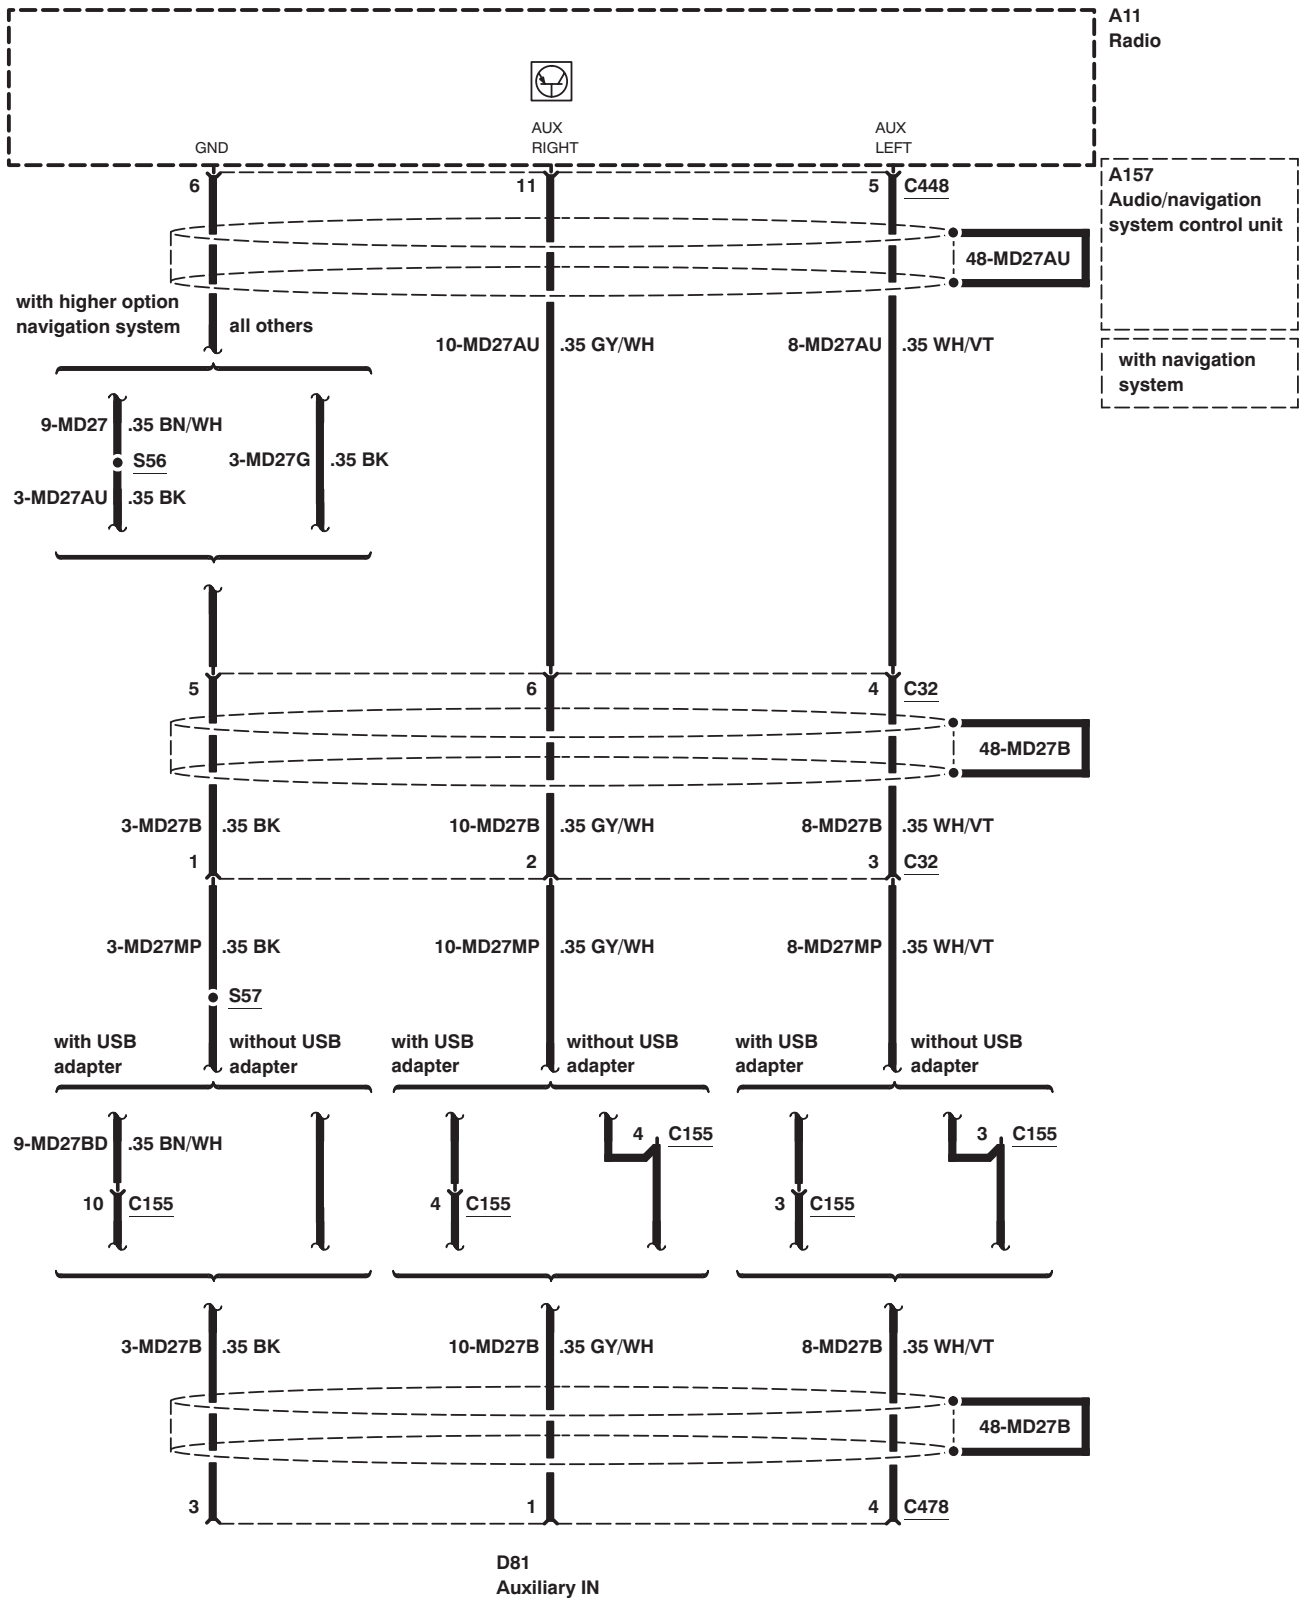 A11
Radio
AUX
RIGHT
AUX
LEFT
GND
6
11
5
C448
A157
Audio/navigation
system control unit
48-MD27AU
with higher option
navigation system
all others
10-MD27AU
.35 GY/WH
8-MD27AU
.35 WH/VT
with navigation
system
9-MD27
.35 BN/WH
S56
3-MD27G
.35 BK
3-MD27AU
.35 BK
5
6
4
C32
48-MD27B
3-MD27B
.35 BK
10-MD27B
.35 GY/WH
8-MD27B
.35 WH/VT
1
2
3
C32
3-MD27MP
.35 BK
10-MD27MP
.35 GY/WH
8-MD27MP
.35 WH/VT
S57
with USB
adapter
without USB
adapter
with USB
adapter
without USB
adapter
with USB
adapter
without USB
adapter
9-MD27BD
.35 BN/WH
4
C155
3
C155
10
C155
4
C155
3
C155
3-MD27B
.35 BK
10-MD27B
.35 GY/WH
8-MD27B
.35 WH/VT
48-MD27B
3
1
4
C478
D81
Auxiliary IN